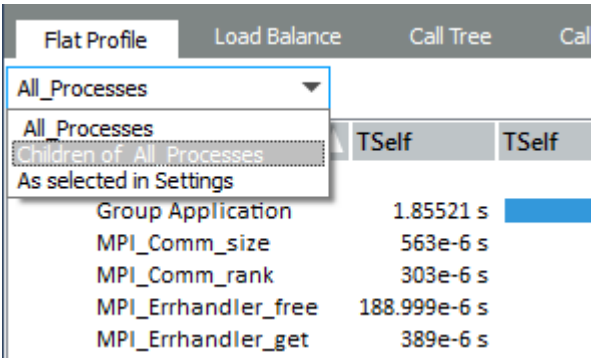 Flat Profile Load Balance Call Tree Cal
All_Processes
All_Processes
Children of All_Processes
TSelf TSelf
As selected in Settings
Group Application 1.85521 s
MPI_Comm_size 563e-6 s
MPI_Comm_rank 303e-6 s
MPI_Errhandler_free 188.999e-6 s
MPI_Errhandler_get 389e-6 s